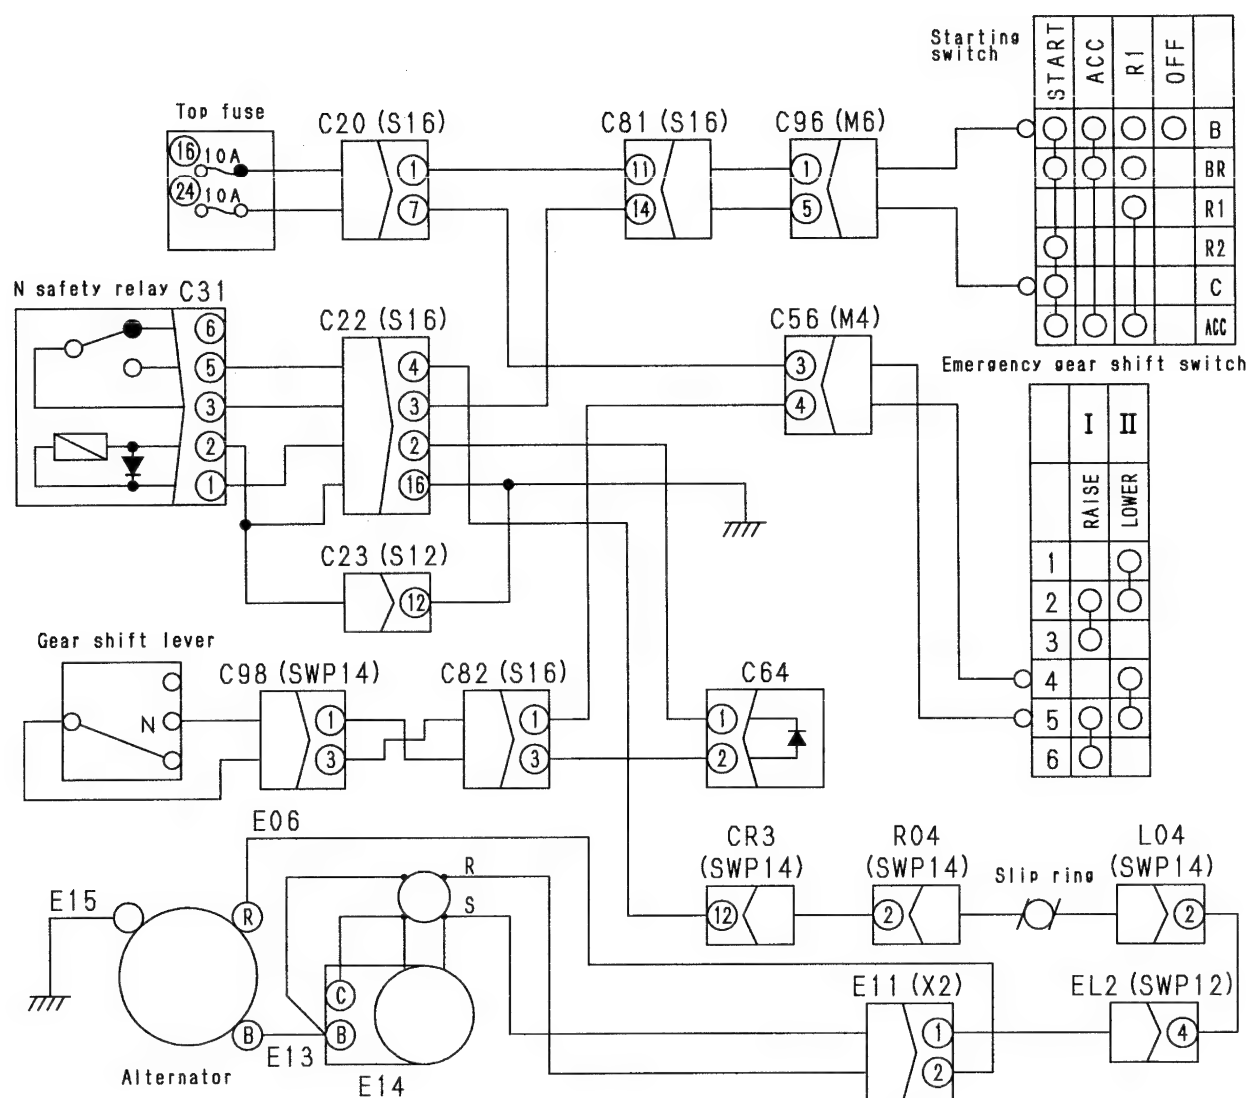 Starting
switch
START ACC R1 OFF
B
BR
R1
R2
C
ACC
Top fuse
16 10A
24 10A
C20 (S16)
1
7
C81 (S16)
11
14
C96 (M6)
1
5
N safety relay C31
6
5
3
2
1
C22 (S16)
4
3
2
16
C56 (M4)
3
4
Emergency gear shift switch
I II
RAISE LOWER
1
2
3
4
5
6
C23 (S12)
12
Gear shift lever
N
C98 (SWP14)
1
3
C82 (S16)
1
3
C64
1
2
E06
E15
R
B
E13
Alternator
R
S
C
B
E14
CR3
(SWP14)
12
R04
(SWP14)
2
Slip ring
L04
(SWP14)
2
E11 (X2)
1
2
EL2 (SWP12)
4